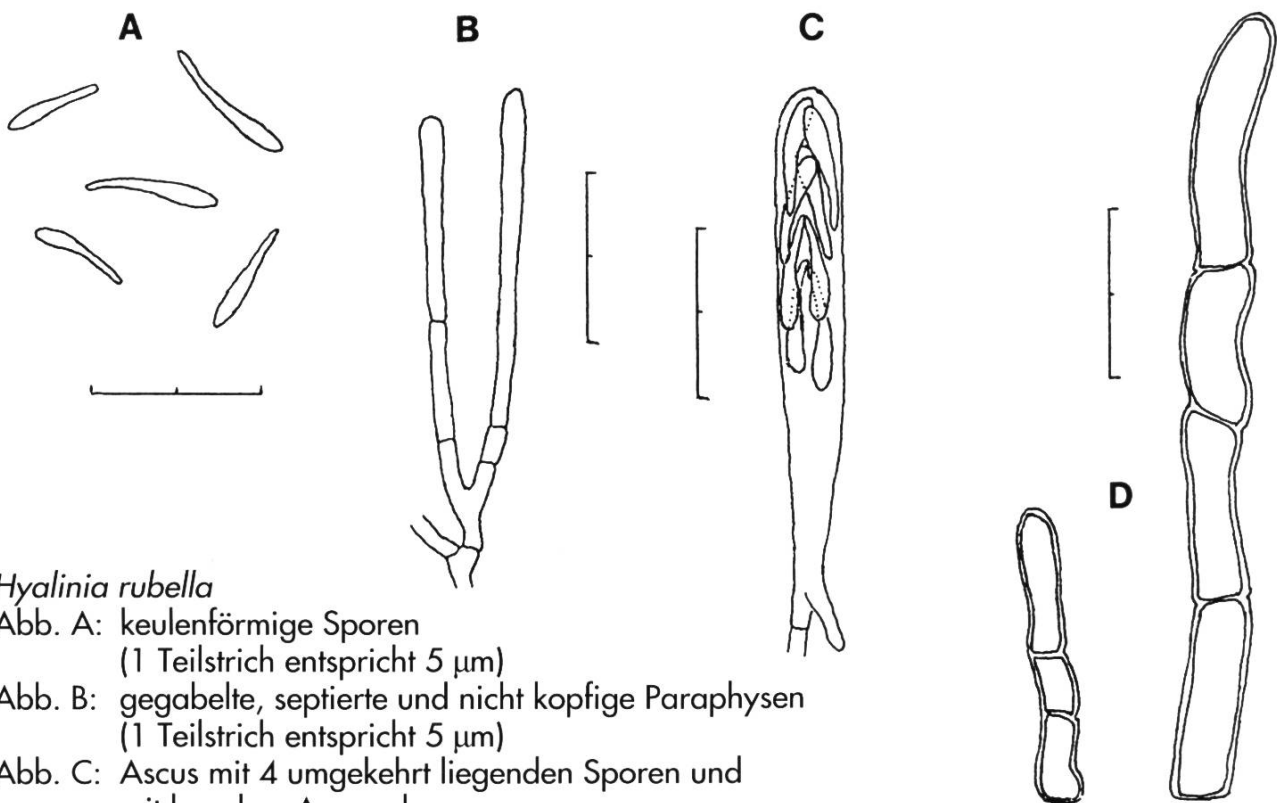 A
B
C
D
Hyalinia rubella
Abb. A: keulenförmige Sporen
(1 Teilstrich entspricht 5 µm)
Abb. B: gegabelte, septierte und nicht kopfige Paraphysen
(1 Teilstrich entspricht 5 µm)
Abb. C: Ascus mit 4 umgekehrt liegenden Sporen und